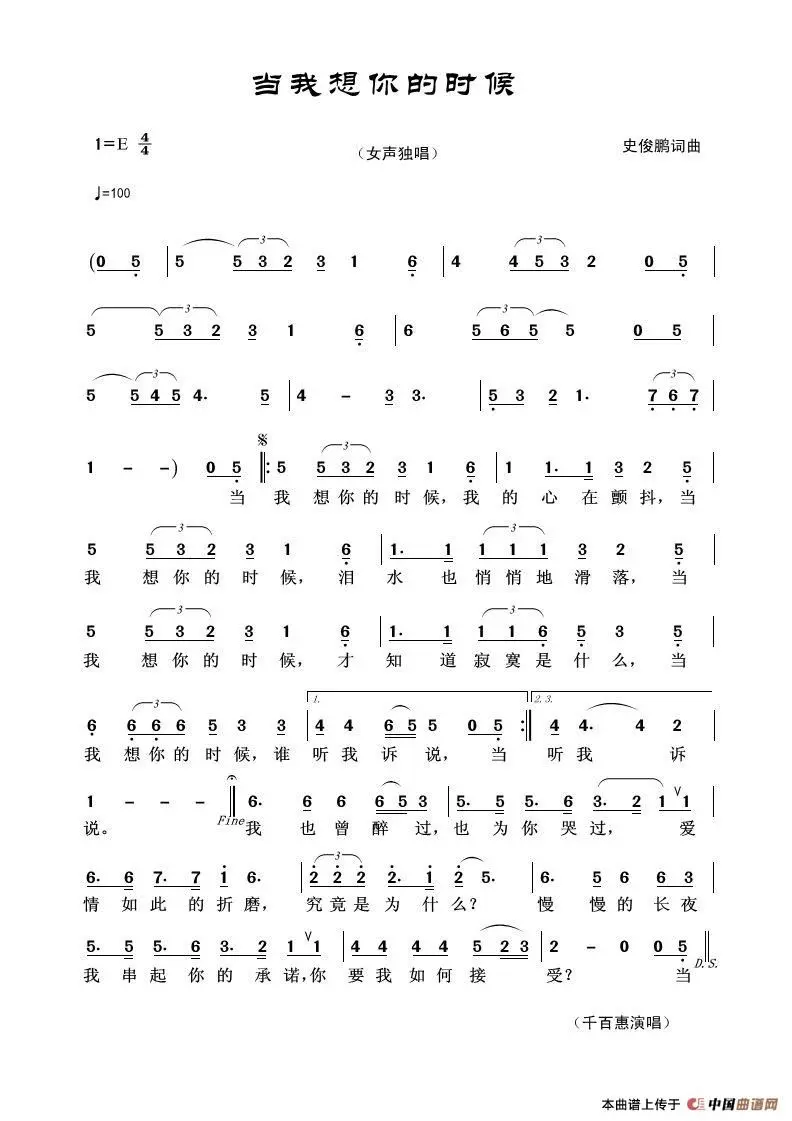 当我想你的时候
1=E 4/4
（女声独唱）
史俊鹏词曲
♩=100
(0 5 | 5 5 3 2 3 1 6 | 4 4 5 3 2 0 5 |
5 5 3 2 3 1 6 | 6 5 6 5 5 0 5 |
5 5 4 5 4. 5 | 4 - 3 3. | 5 3 2 1. 7 6 7 |
1 - -) 0 5 ‖: 5 5 3 2 3 1 6 | 1 1. 1 3 2 5 |
当 我 想你的时候,我 的 心 在 颤抖,当
5 5 3 2 3 1 6 | 1. 1 1 1 1 3 2 5 |
我 想你的时候,泪 水 也悄悄地滑落,当
5 5 3 2 3 1 6 | 1. 1 1 1 6 5 3 5 |
我 想你的时候,才 知 道寂寞是什么,当
6 6 6 6 5 3 3 | 1. 4 4 6 5 5 0 5 :‖ 2.3. 4 4. 4 2
我 想你的时候,谁 听我诉说, 当 听我 诉
1 - - - ‖ 6. 6 6 6 5 3 | 5. 5 5. 6 3. 2 1 1 |
说。 Fine 我 也曾醉过,也为你哭过, 爱
6. 6 7. 7 1 6. | 2 2 2 2. 1 2 5. | 6. 5 6 6 3
情如此的折磨, 究竟是为什么? 慢 慢的长夜
5. 5 5. 6 3. 2 1 1 | 4 4 4 4 5 2 3 | 2 - 0 0 5 ‖
我串起你的承诺,你要我如何接 受? 当 D.S.
（千百惠演唱）
本曲谱上传于 中国曲谱网